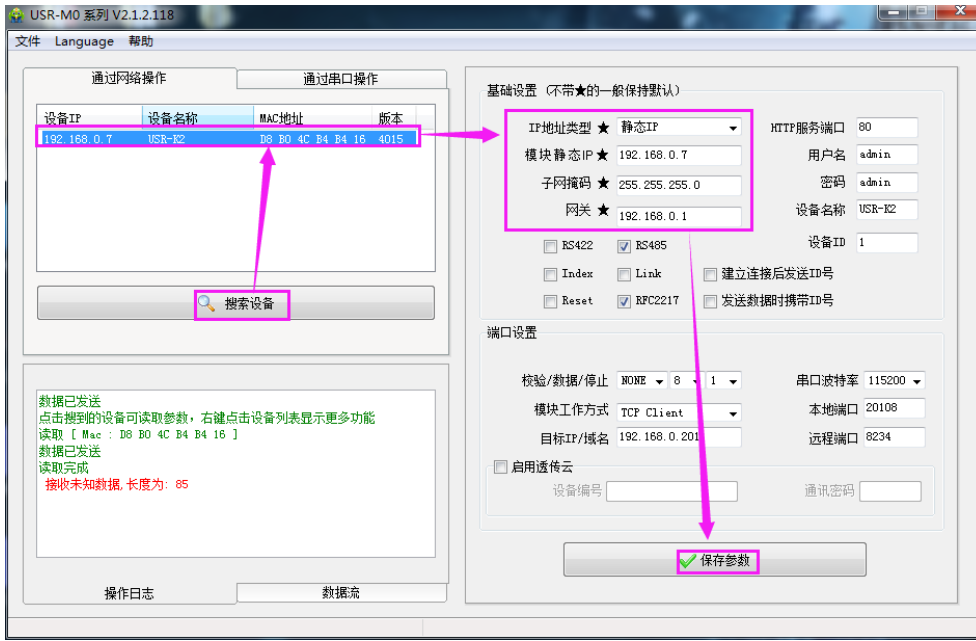 USR-M0 系列 V2.1.2.118
文件 Language 帮助
通过网络操作 通过串口操作
设备IP 设备名称 MAC地址 版本
192.168.0.7 USR-K2 D8 B0 4C B4 B4 16 4015
搜索设备
数据已发送
点击搜到的设备可读取参数，右键点击设备列表显示更多功能
读取 [ Mac : D8 B0 4C B4 B4 16 ]
数据已发送
读取完成
接收未知数据,长度为: 85
操作日志 数据流
基础设置 (不带★的一般保持默认)
IP地址类型 ★ 静态IP HTTP服务端口 80
模块静态IP★ 192.168.0.7 用户名 admin
子网掩码 ★ 255.255.255.0 密码 admin
网关 ★ 192.168.0.1 设备名称 USR-K2
RS422 RS485 设备ID 1
Index Link 建立连接后发送ID号
Reset RFC2217 发送数据时携带ID号
端口设置
校验/数据/停止 NONE 8 1 串口波特率 115200
模块工作方式 TCP Client 本地端口 20108
目标IP/域名 192.168.0.201 远程端口 8234
启用透传云
设备编号 通讯密码
保存参数